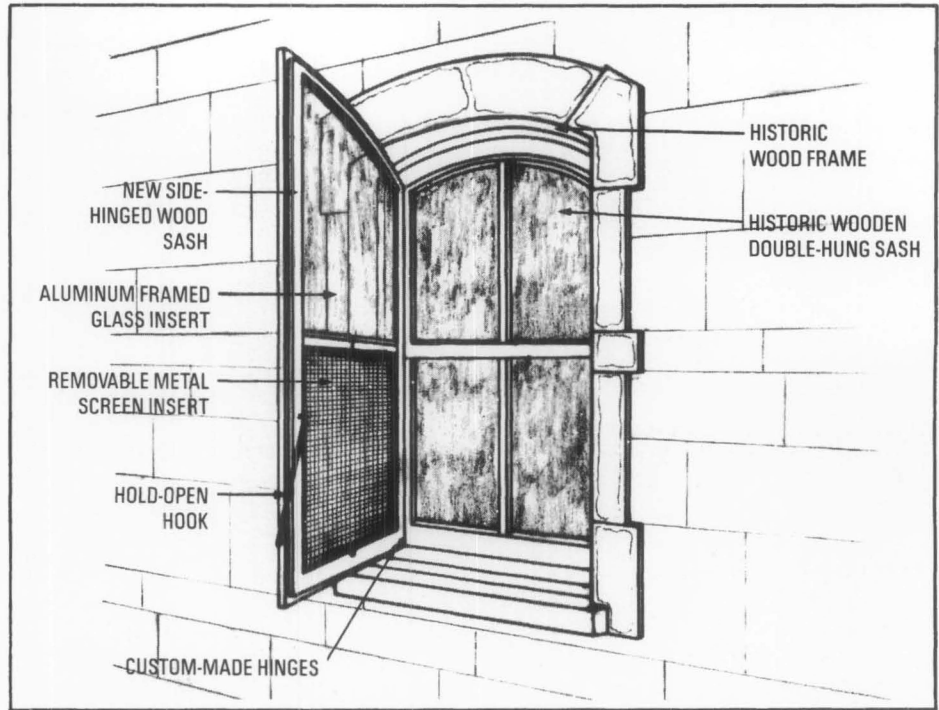 HISTORIC
WOOD FRAME
NEW SIDE-
HINGED WOOD
SASH
HISTORIC WOODEN
DOUBLE-HUNG SASH
ALUMINUM FRAMED
GLASS INSERT
REMOVABLE METAL
SCREEN INSERT
HOLD-OPEN
HOOK
CUSTOM-MADE HINGES